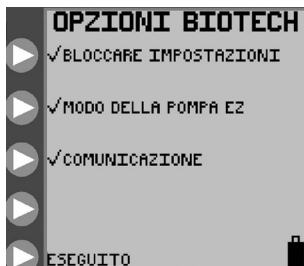 OPZIONI BIOTECH
√BLOCCARE IMPOSTAZIONI
√MODO DELLA POMPA EZ
√COMUNICAZIONE
ESEGUITO